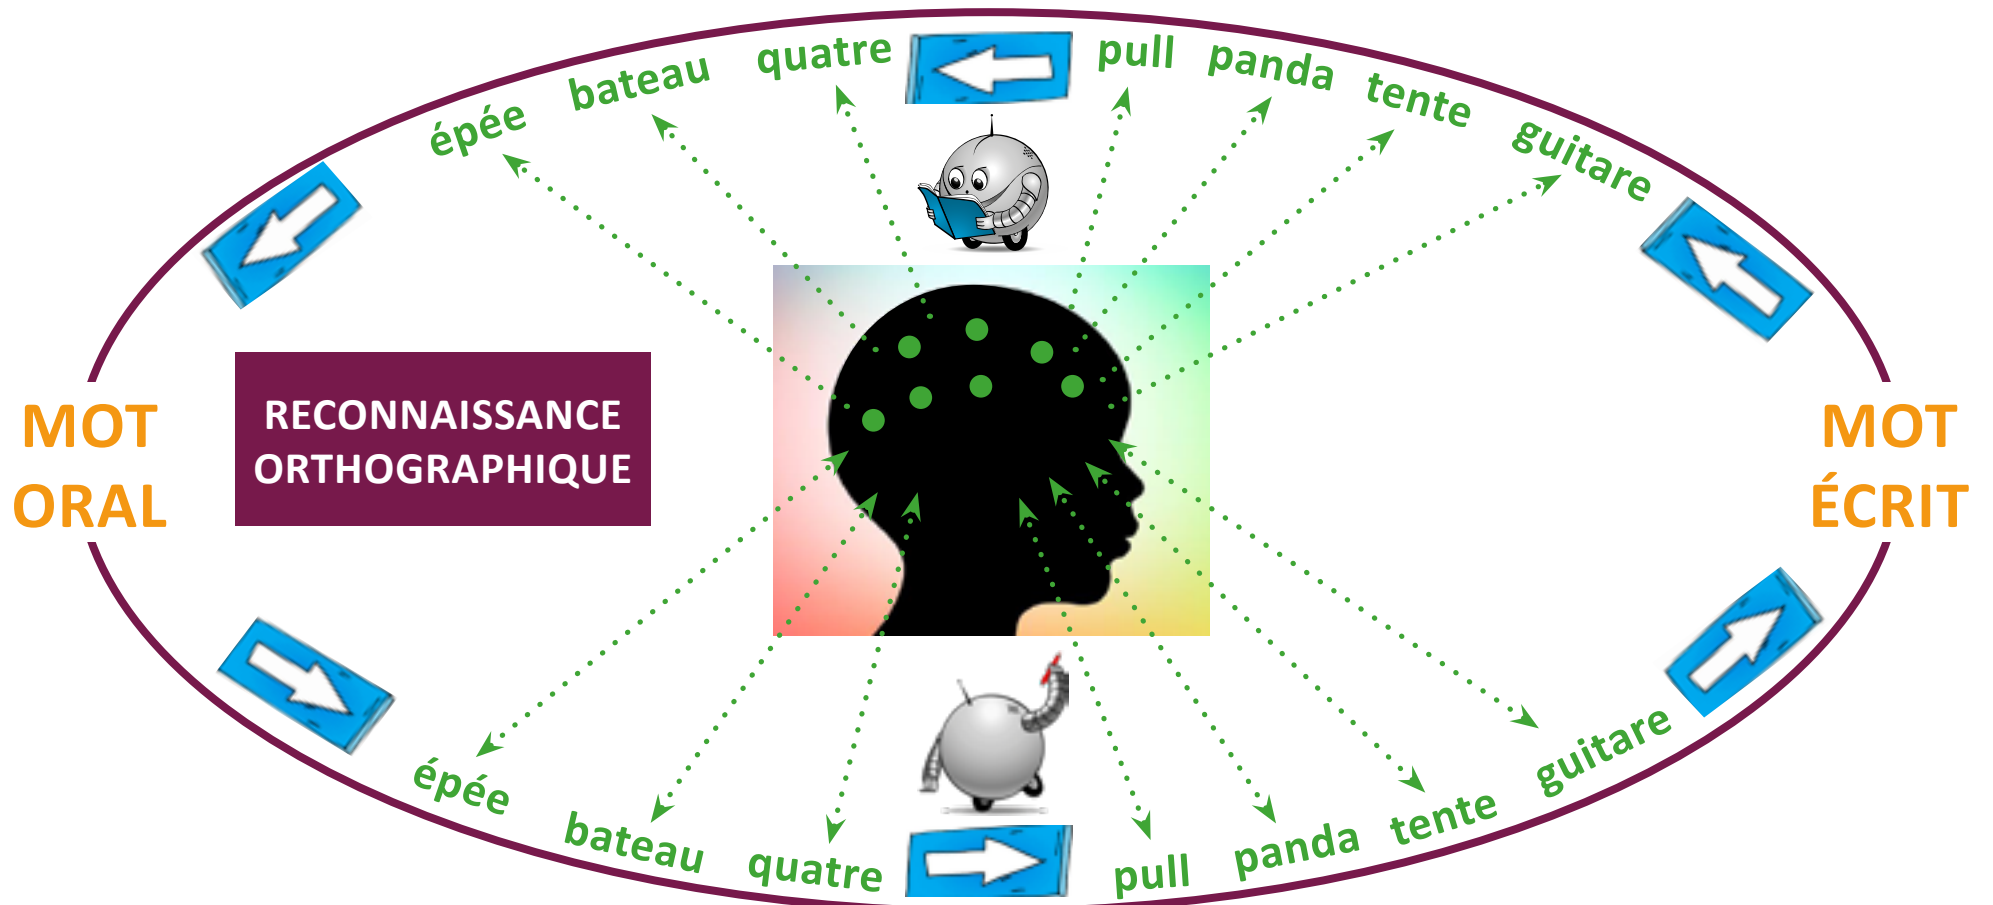 épée
bateau
quatre
pull
panda
tente
guitare
MOT
ORAL
RECONNAISSANCE
ORTHOGRAPHIQUE
MOT
ÉCRIT
épée
bateau
quatre
pull
panda
tente
guitare